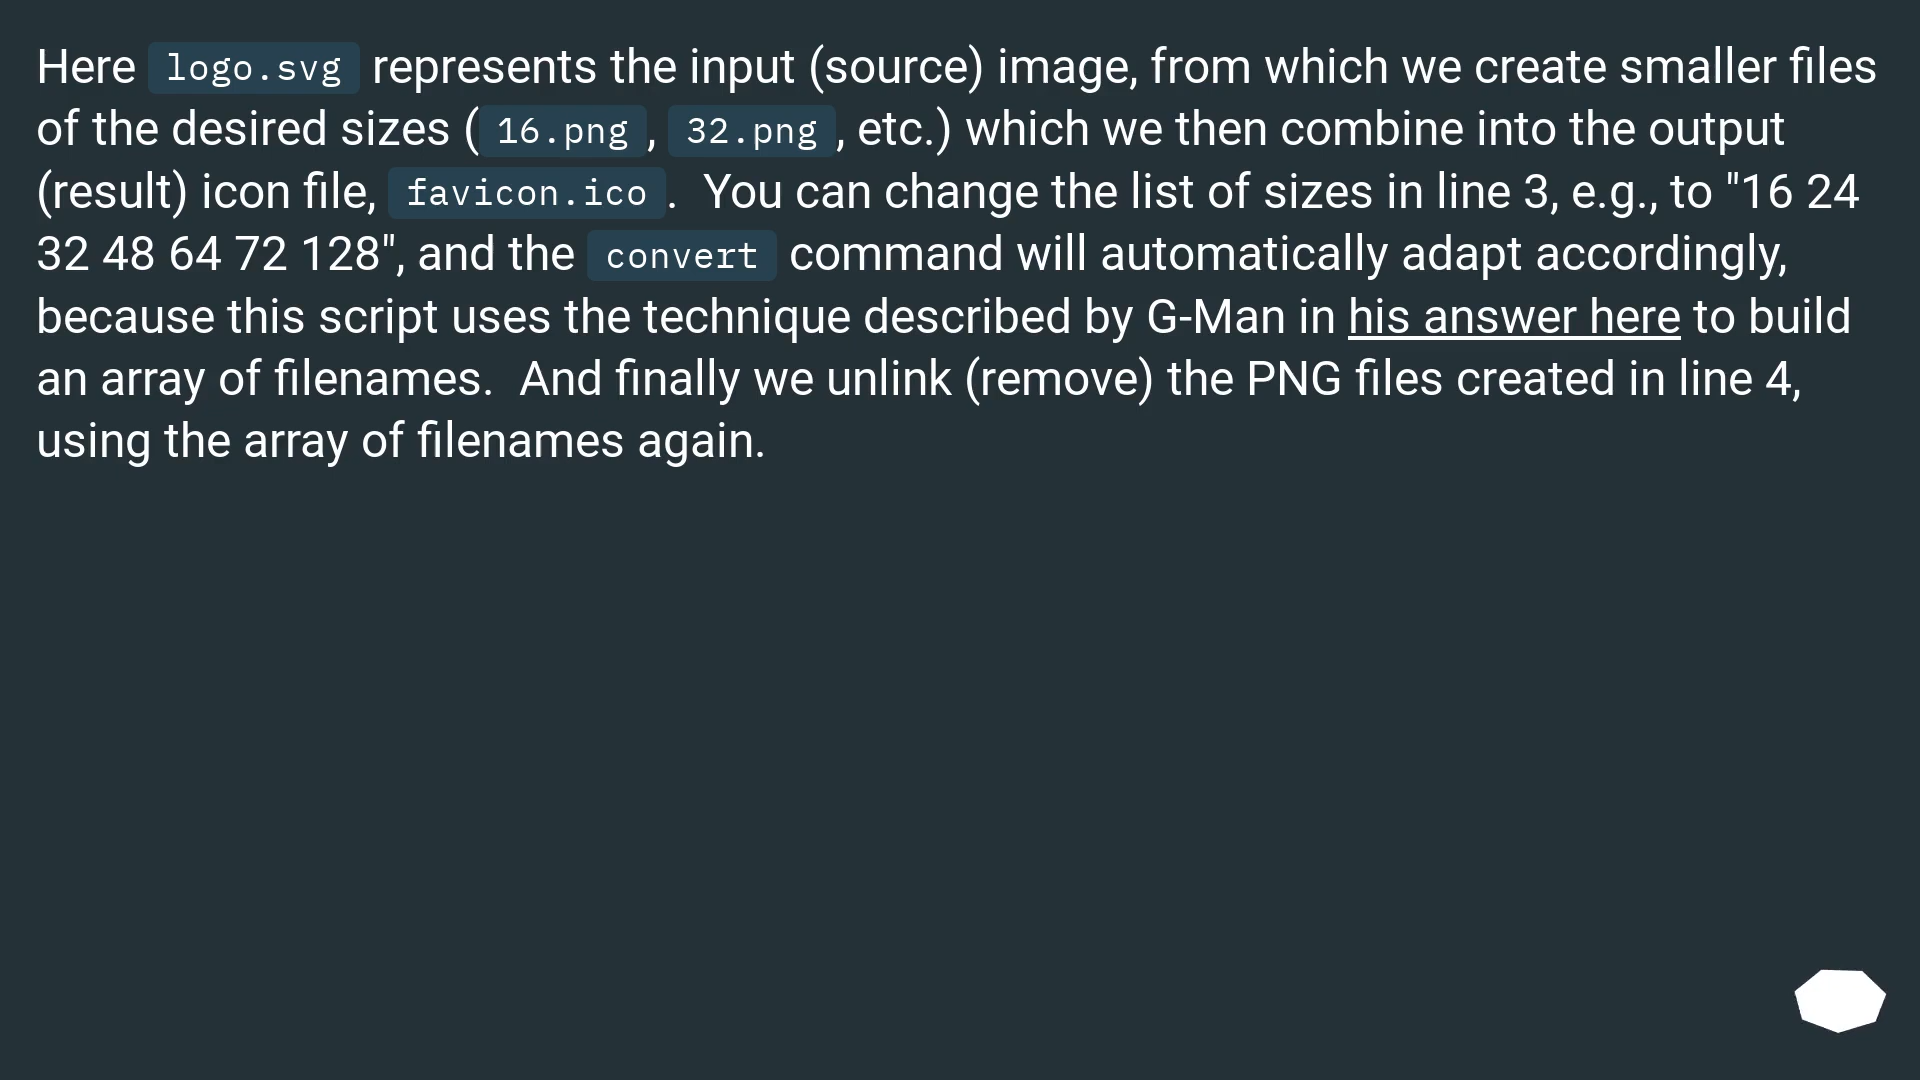 Here logo.svg represents the input (source) image, from which we create smaller files
of the desired sizes ( 16.png , 32.png , etc.) which we then combine into the output
(result) icon file, favicon.ico .  You can change the list of sizes in line 3, e.g., to "16 24
32 48 64 72 128", and the convert command will automatically adapt accordingly,
because this script uses the technique described by G-Man in his answer here to build
an array of filenames.  And finally we unlink (remove) the PNG files created in line 4,
using the array of filenames again.